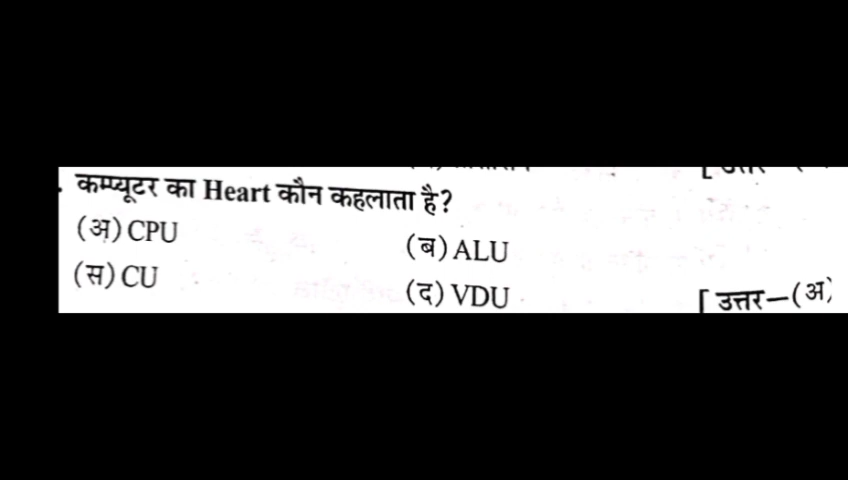 कम्प्यूटर का Heart कौन कहलाता है?
(अ) CPU
(ब) ALU
(स) CU
(द) VDU
[ उत्तर—(अ)